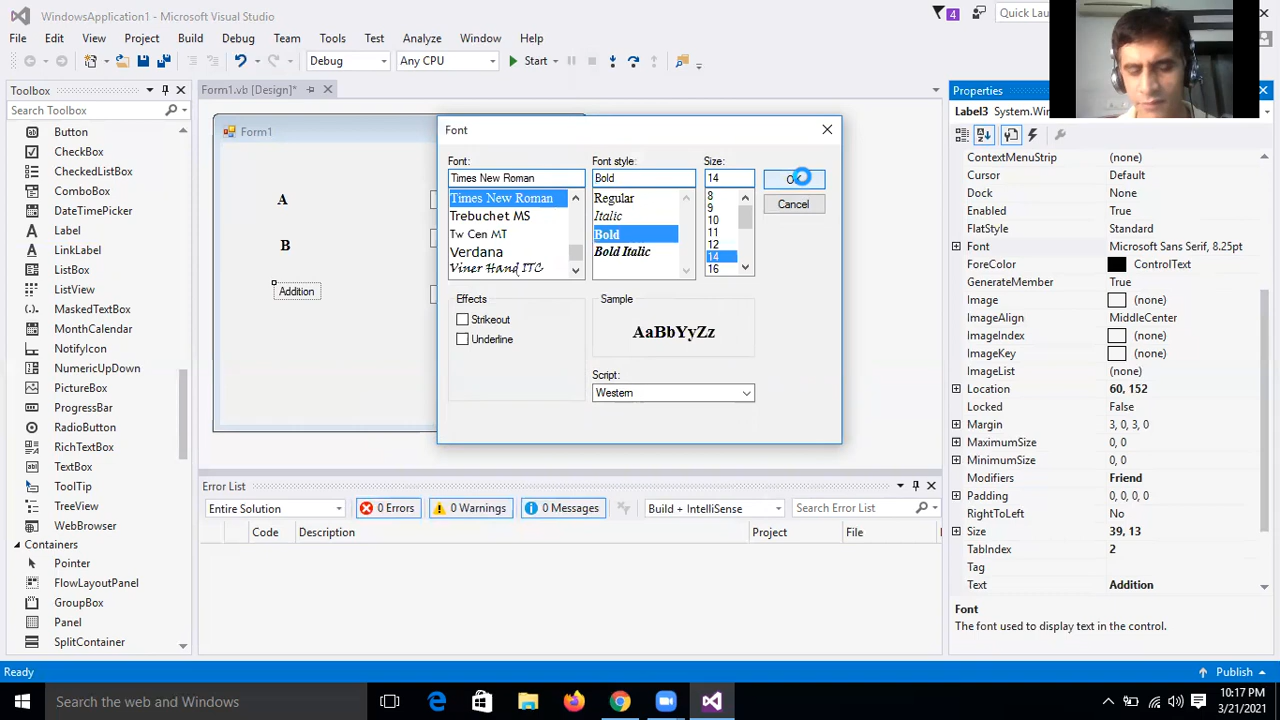 WindowsApplication1 - Microsoft Visual Studio
4
Quick Lau
File Edit View Project Build Debug Team Tools Test Analyze Window Help
Debug Any CPU Start
Toolbox
Form1.vb [Design]*
Properties
Search Toolbox
Label3 System.Win
Button
CheckBox
CheckedListBox
ComboBox
DateTimePicker
Label
LinkLabel
ListBox
ListView
MaskedTextBox
MonthCalendar
NotifyIcon
NumericUpDown
PictureBox
ProgressBar
RadioButton
RichTextBox
TextBox
ToolTip
TreeView
WebBrowser
Containers
Pointer
FlowLayoutPanel
GroupBox
Panel
SplitContainer
Form1
A
B
Addition
Font
Font: Font style: Size:
Times New Roman Bold 14
Times New Roman
Trebuchet MS
Tw Cen MT
Verdana
Viner Hand ITC
Regular
Italic
Bold
Bold Italic
8
9
10
11
12
14
16
OK
Cancel
Effects
Strikeout
Underline
Sample
AaBbYyZz
Script:
Western
Error List
Entire Solution 0 Errors 0 Warnings 0 Messages Build + IntelliSense Search Error List
Code Description Project File
ContextMenuStrip (none)
Cursor Default
Dock None
Enabled True
FlatStyle Standard
Font Microsoft Sans Serif, 8.25pt
ForeColor ControlText
GenerateMember True
Image (none)
ImageAlign MiddleCenter
ImageIndex (none)
ImageKey (none)
ImageList (none)
Location 60, 152
Locked False
Margin 3, 0, 3, 0
MaximumSize 0, 0
MinimumSize 0, 0
Modifiers Friend
Padding 0, 0, 0, 0
RightToLeft No
Size 39, 13
TabIndex 2
Tag
Text Addition
Font
The font used to display text in the control.
Ready
Publish
Search the web and Windows
10:17 PM
3/21/2021